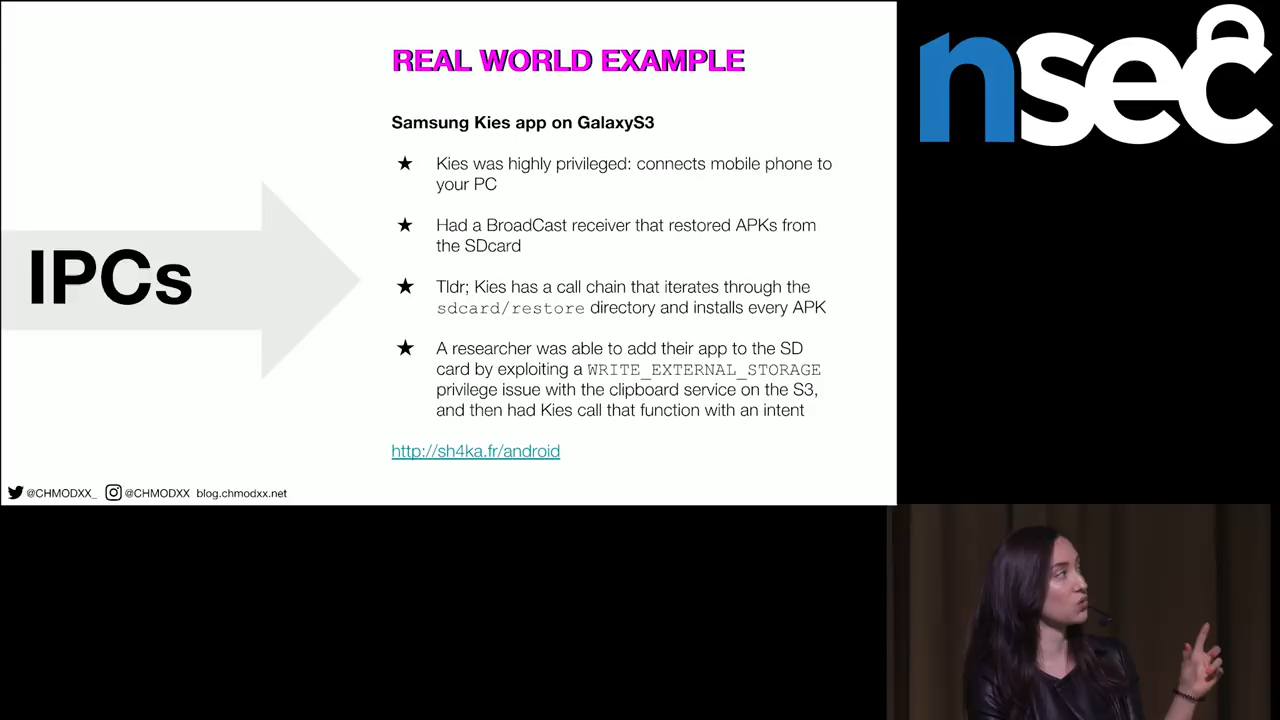 REAL WORLD EXAMPLE
Samsung Kies app on GalaxyS3
★ Kies was highly privileged: connects mobile phone to
your PC
★ Had a BroadCast receiver that restored APKs from
the SDcard
★ Tldr; Kies has a call chain that iterates through the
sdcard/restore directory and installs every APK
★ A researcher was able to add their app to the SD
card by exploiting a WRITE_EXTERNAL_STORAGE
privilege issue with the clipboard service on the S3,
and then had Kies call that function with an intent
http://sh4ka.fr/android
IPCs
@CHMODXX_ @CHMODXX blog.chmodxx.net
nsec